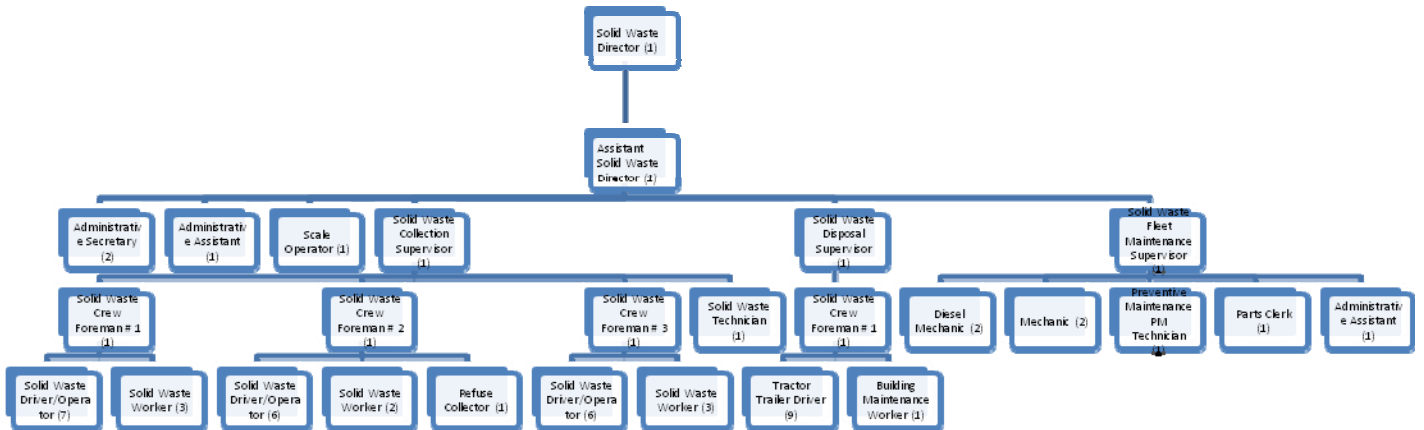 Solid Waste
Director (1)
Assistant
Solid Waste
Director (1)
Administrativ
e Secretary
(2)
Administrativ
e Assistant
(1)
Scale
Operator (1)
Solid Waste
Collection
Supervisor
(1)
Solid Waste
Disposal
Supervisor
(1)
Solid Waste
Fleet
Maintenance
Supervisor
(1)
Solid Waste
Crew
Foreman # 1
(1)
Solid Waste
Crew
Foreman # 2
(1)
Solid Waste
Crew
Foreman # 3
(1)
Solid Waste
Technician
(1)
Solid Waste
Crew
Foreman # 1
(1)
Diesel
Mechanic (2)
Mechanic (2)
Preventive
Maintenance
PM
Technician
(1)
Parts Clerk
(1)
Administrativ
e Assistant
(1)
Solid Waste
Driver/Opera
tor (7)
Solid Waste
Worker (3)
Solid Waste
Driver/Opera
tor (6)
Solid Waste
Worker (2)
Refuse
Collector (1)
Solid Waste
Driver/Opera
tor (6)
Solid Waste
Worker (3)
Tractor
Trailer Driver
(9)
Building
Maintenance
Worker (1)